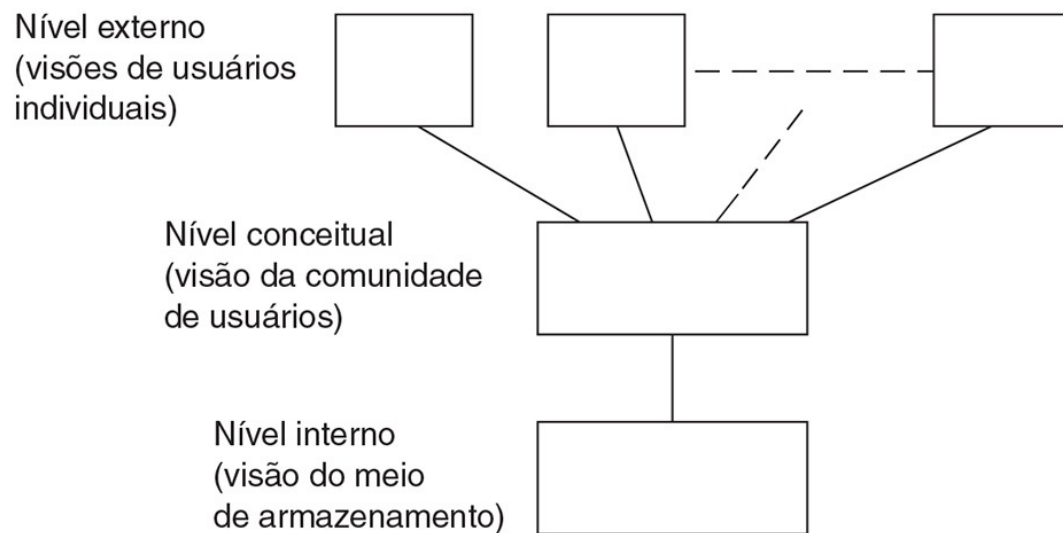 Nível externo
(visões de usuários
individuais)
Nível conceitual
(visão da comunidade
de usuários)
Nível interno
(visão do meio
de armazenamento)